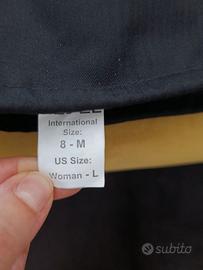 International
Size:
8 - M
US Size:
Woman - L
subito